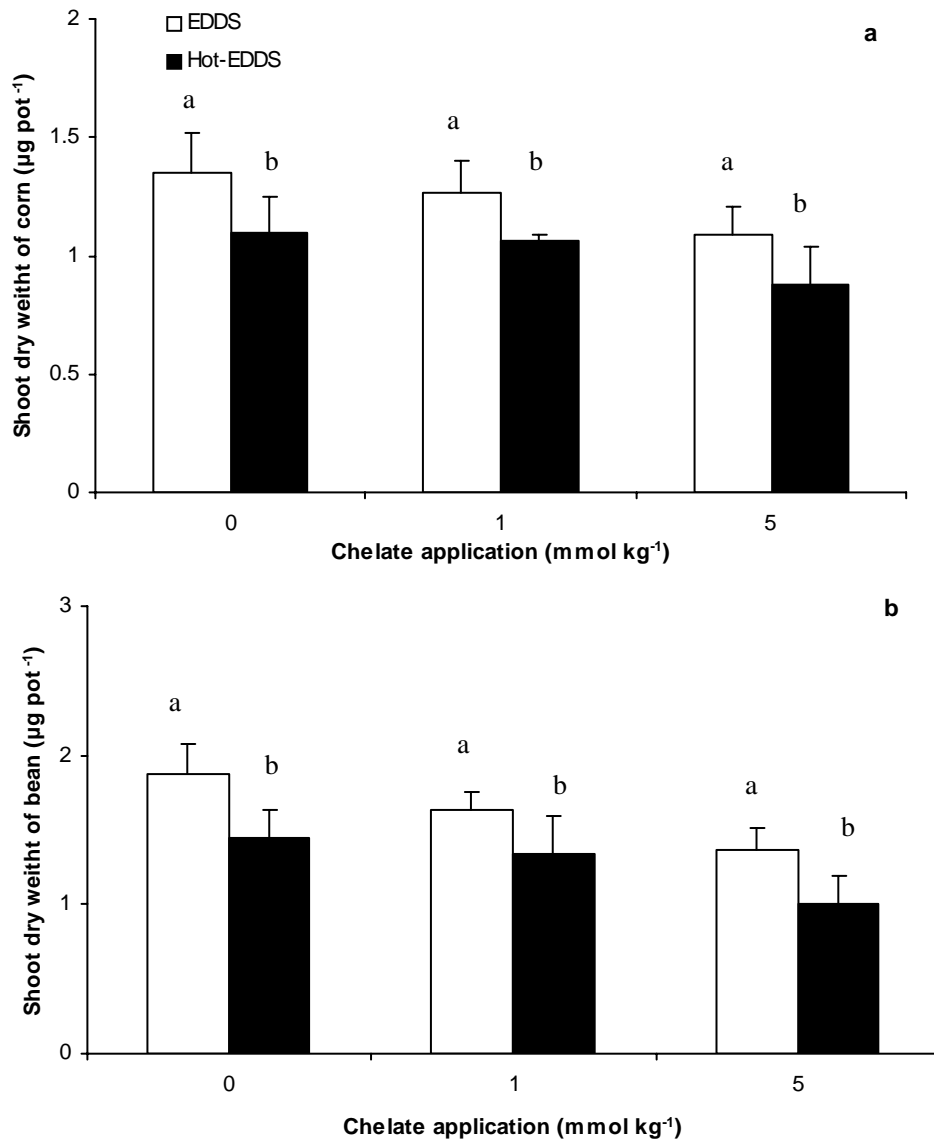 2
EDDS
a
Hot-EDDS
a
a
1.5
b
b
a
b
1
0.5
0
0
1
5
Shoot dry weitht of corn (µg pot⁻¹)
Chelate application (mmol kg⁻¹)
3
b
a
2
b
a
b
a
b
1
0
0
1
5
Shoot dry weitht of bean (µg pot⁻¹)
Chelate application (mmol kg⁻¹)